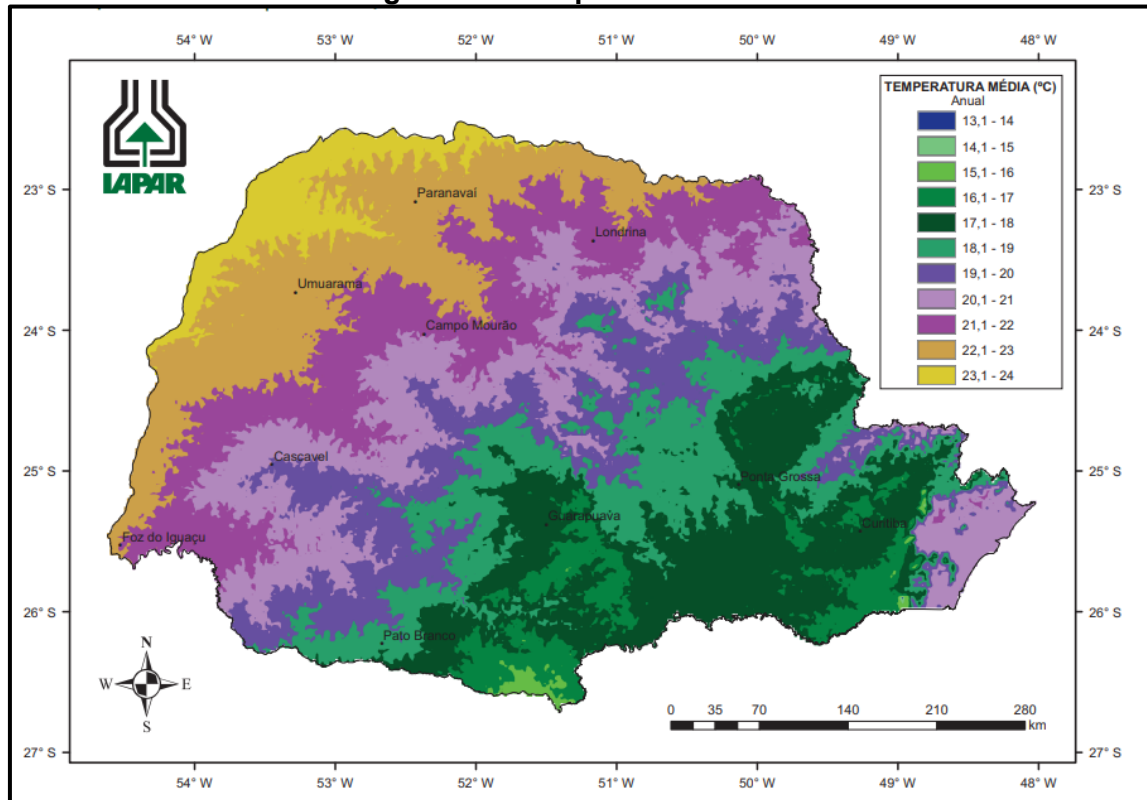 54° W 53° W 52° W 51° W 50° W 49° W 48° W
IAPAR
TEMPERATURA MÉDIA (ºC)
Anual
13,1 - 14
14,1 - 15
15,1 - 16
16,1 - 17
17,1 - 18
18,1 - 19
19,1 - 20
20,1 - 21
21,1 - 22
22,1 - 23
23,1 - 24
23° S 23° S
Paranavaí
Londrina
Umuarama
Campo Mourão
24° S 24° S
Cascavel
25° S 25° S
Ponta Grossa
Guarapuava
Curitiba
Foz do Iguaçu
26° S 26° S
Pato Branco
N
W E
S
0 35 70 140 210 280
km
27° S 27° S
54° W 53° W 52° W 51° W 50° W 49° W 48° W